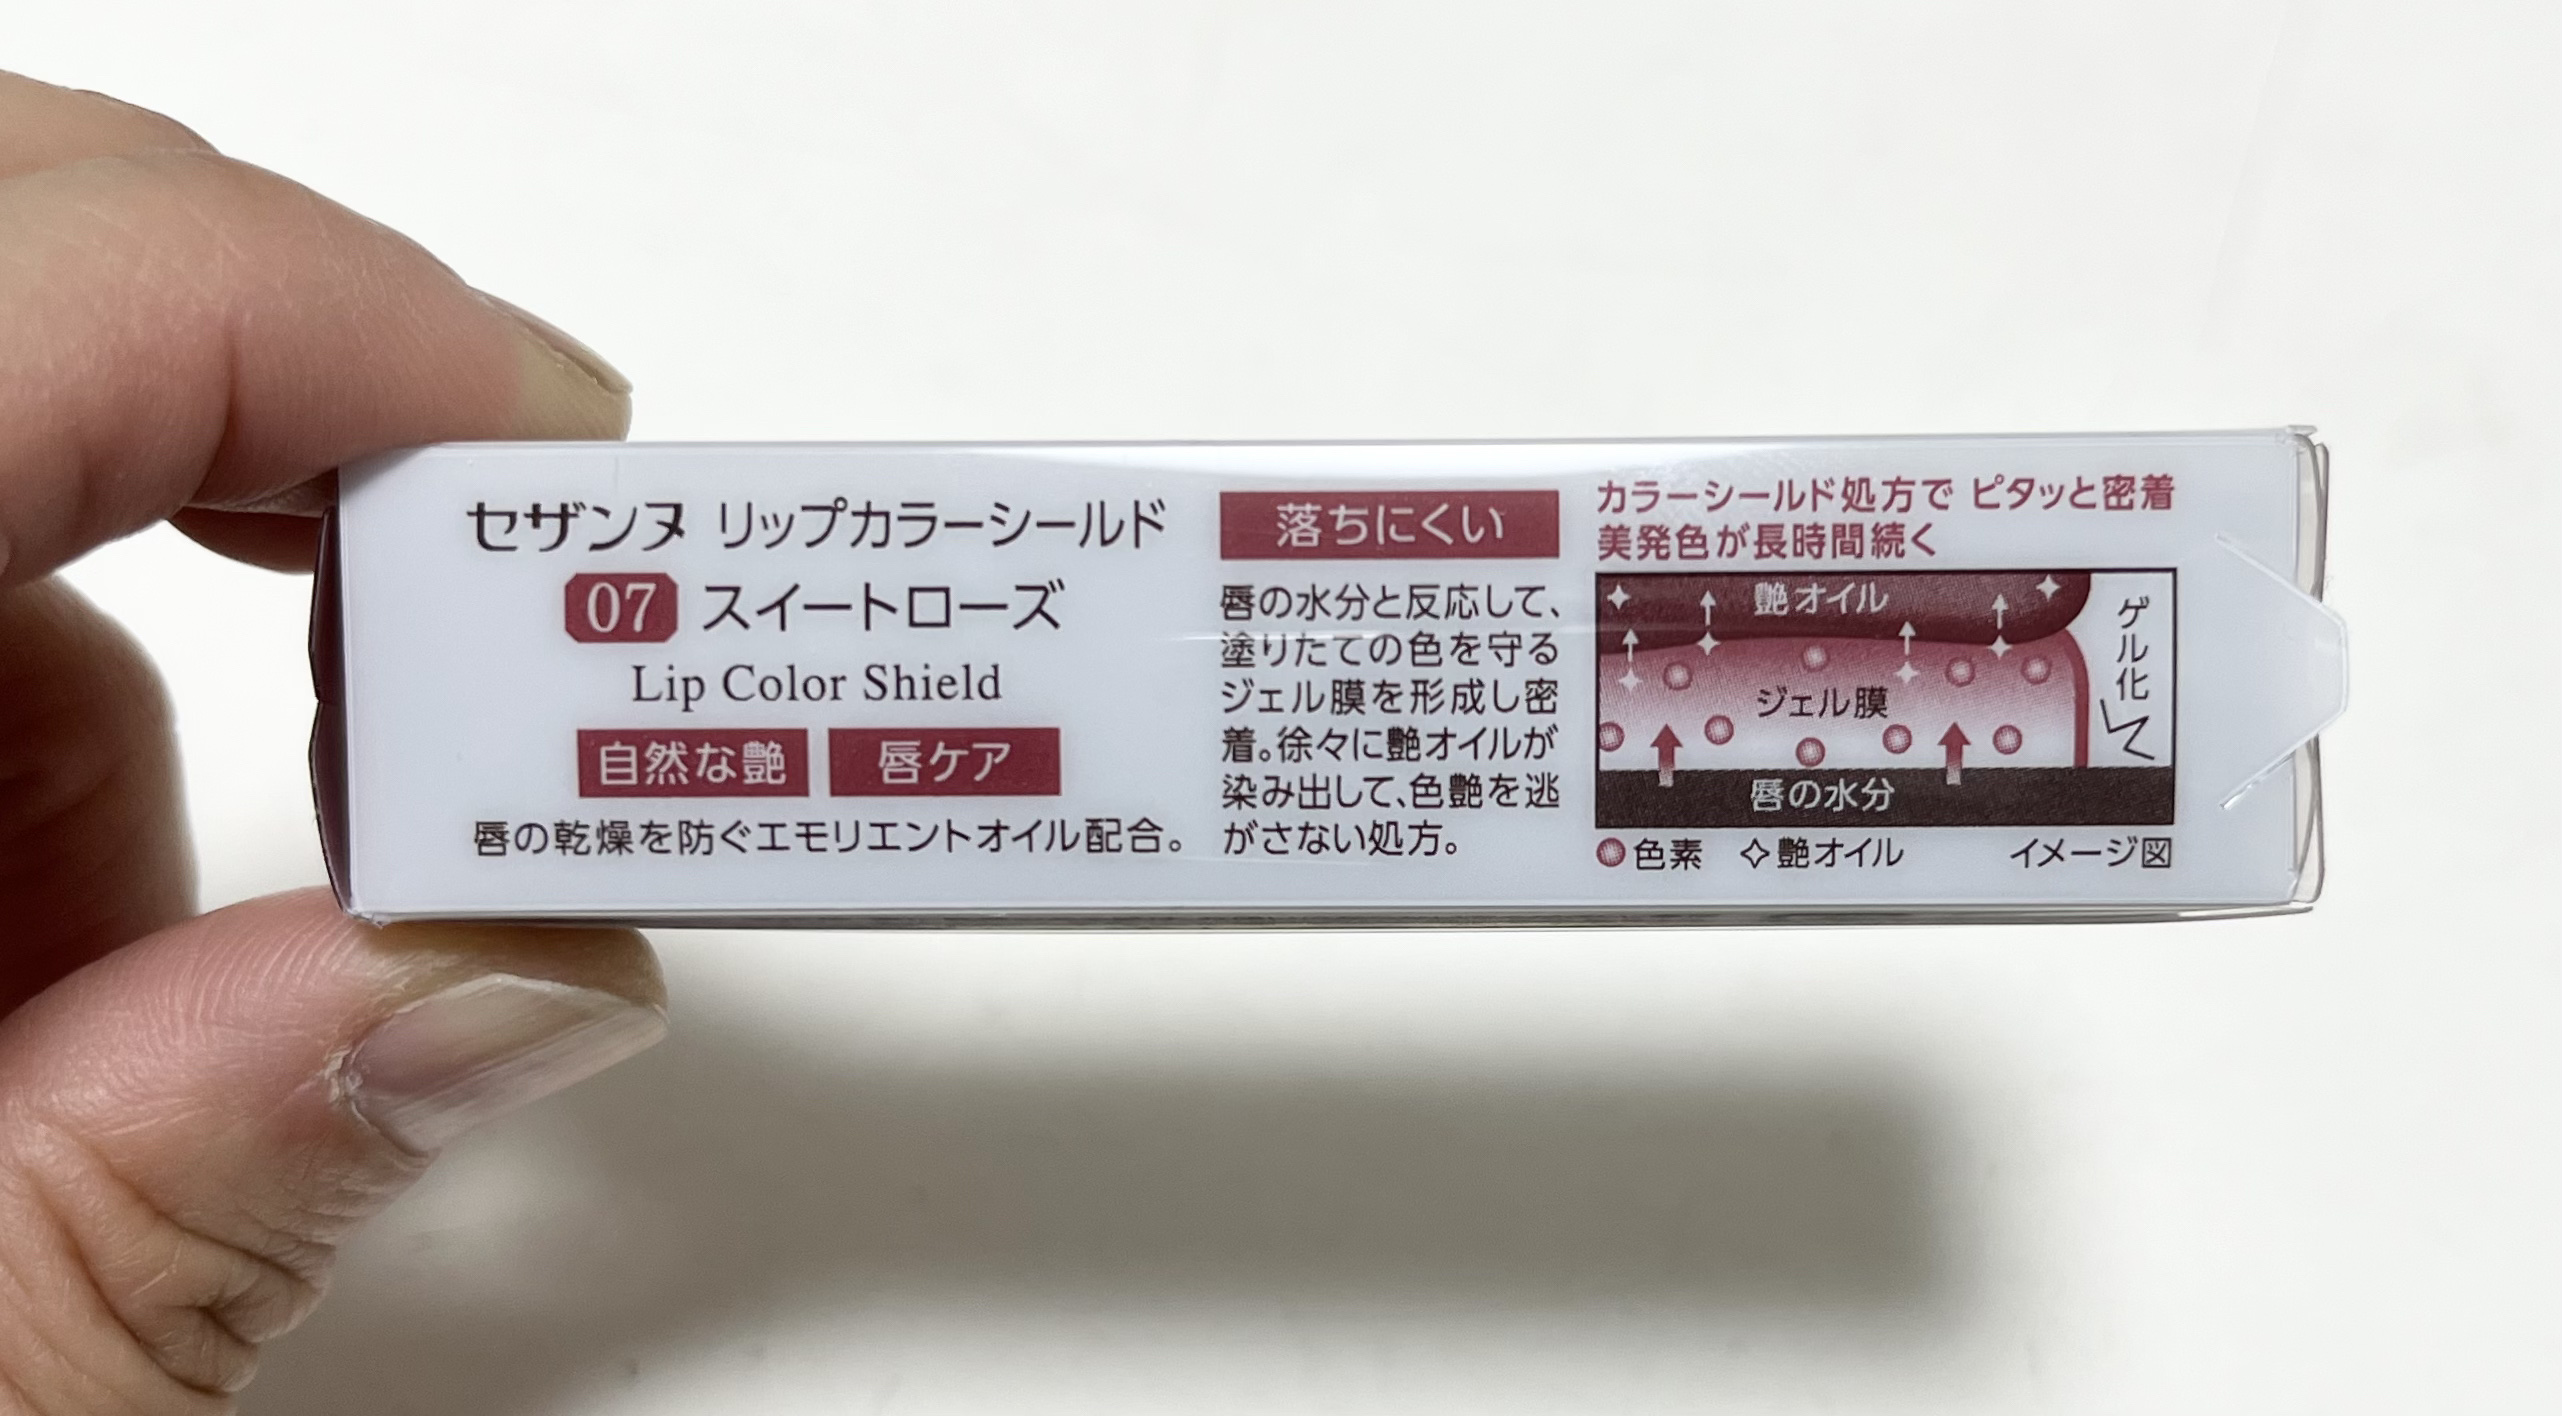 セザンヌ リップカラーシールド
07 スイートローズ
Lip Color Shield
自然な艶 唇ケア
唇の乾燥を防ぐエモリエントオイル配合。
落ちにくい
唇の水分と反応して、
塗りたての色を守る
ジェル膜を形成し密
着。徐々に艶オイルが
染み出して、色艶を逃
がさない処方。
カラーシールド処方で ピタッと密着
美発色が長時間続く
艶オイル
ジェル膜
唇の水分
ゲル化
色素 艶オイル イメージ図